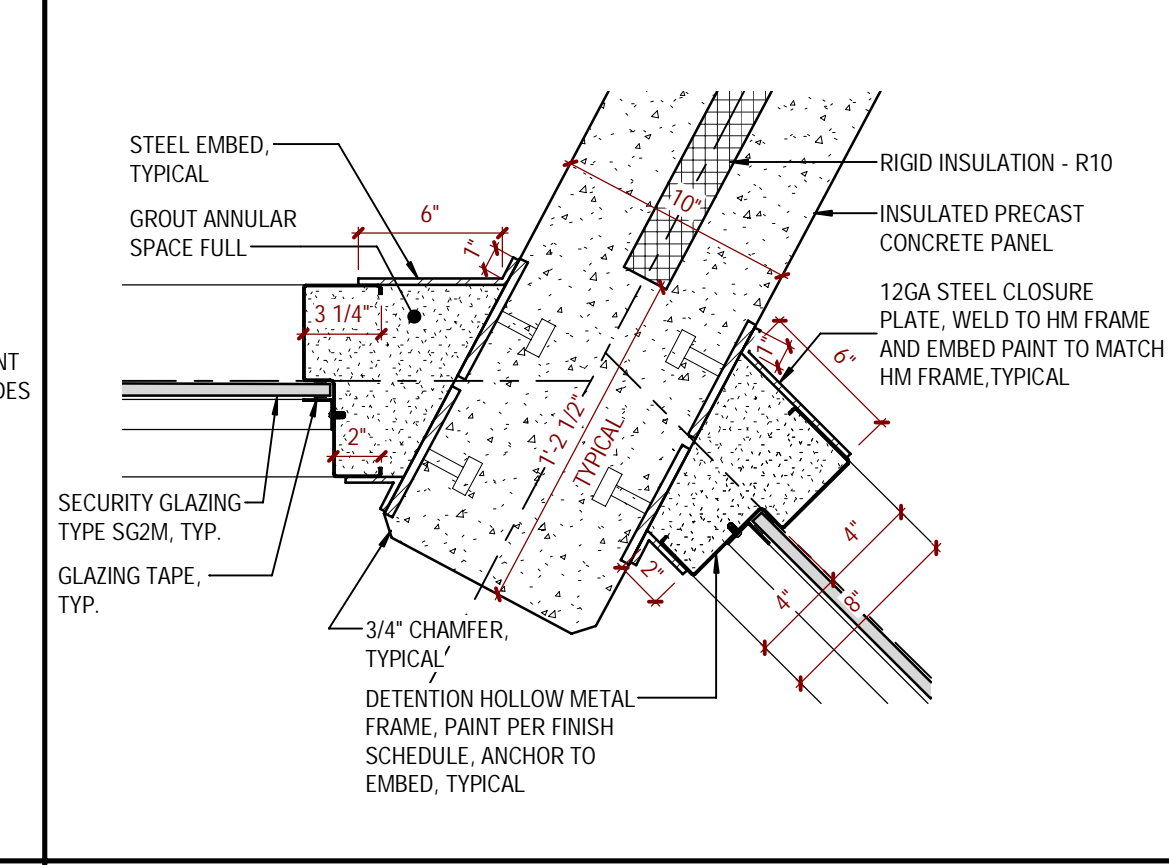 STEEL EMBED,
TYPICAL
GROUT ANNULAR
SPACE FULL
6"
1"
3 1/4"
2"
NT
DES
SECURITY GLAZING
TYPE SG2M, TYP.
GLAZING TAPE,
TYP.
10"
1'-2 1/2"
TYPICAL
RIGID INSULATION - R10
INSULATED PRECAST
CONCRETE PANEL
12GA STEEL CLOSURE
PLATE, WELD TO HM FRAME
AND EMBED PAINT TO MATCH
HM FRAME,TYPICAL
1"
6"
2"
4"
4"
8"
3/4" CHAMFER,
TYPICAL
DETENTION HOLLOW METAL
FRAME, PAINT PER FINISH
SCHEDULE, ANCHOR TO
EMBED, TYPICAL